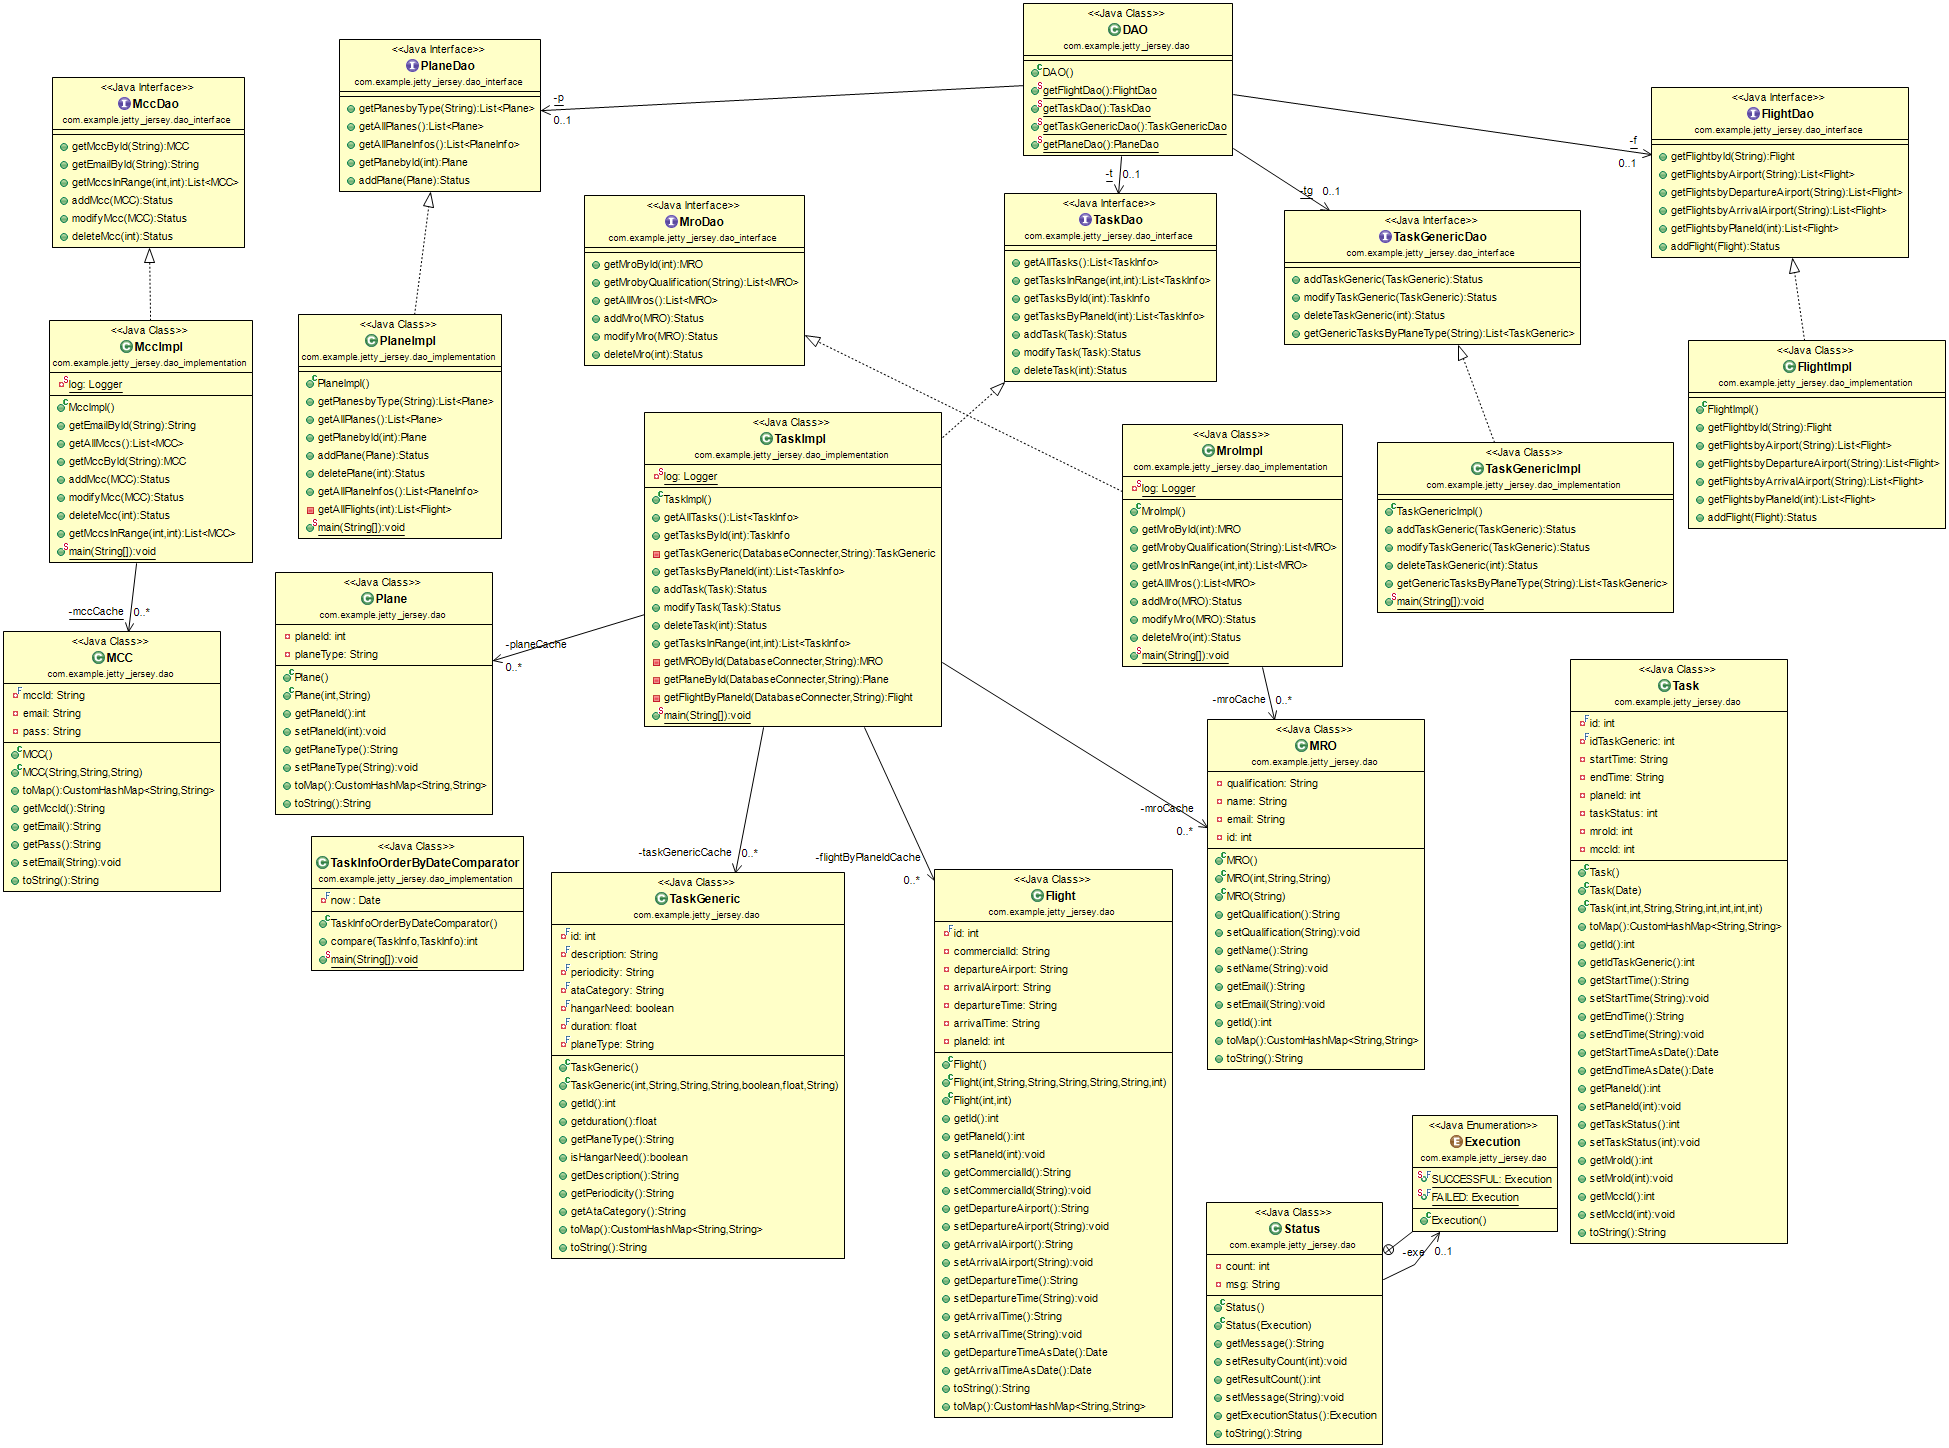 <<Java Class>>
DAO
com.example.jetty_jersey.dao
DAO()
getFlightDao():FlightDao
getTaskDao():TaskDao
getTaskGenericDao():TaskGenericDao
getPlaneDao():PlaneDao
-p
0..1
-t
0..1
-tg
0..1
-f
0..1
<<Java Interface>>
MccDao
com.example.jetty_jersey.dao_interface
getMccById(String):MCC
getEmailById(String):String
getMccsInRange(int,int):List<MCC>
addMcc(MCC):Status
modifyMcc(MCC):Status
deleteMcc(int):Status
<<Java Interface>>
PlaneDao
com.example.jetty_jersey.dao_interface
getPlanesbyType(String):List<Plane>
getAllPlanes():List<Plane>
getAllPlaneInfos():List<PlaneInfo>
getPlanebyId(int):Plane
addPlane(Plane):Status
<<Java Interface>>
MroDao
com.example.jetty_jersey.dao_interface
getMroById(int):MRO
getMrobyQualification(String):List<MRO>
getAllMros():List<MRO>
addMro(MRO):Status
modifyMro(MRO):Status
deleteMro(int):Status
<<Java Interface>>
TaskDao
com.example.jetty_jersey.dao_interface
getAllTasks():List<TaskInfo>
getTasksInRange(int,int):List<TaskInfo>
getTasksById(int):TaskInfo
getTasksByPlaneId(int):List<TaskInfo>
addTask(Task):Status
modifyTask(Task):Status
deleteTask(int):Status
<<Java Interface>>
TaskGenericDao
com.example.jetty_jersey.dao_interface
addTaskGeneric(TaskGeneric):Status
modifyTaskGeneric(TaskGeneric):Status
deleteTaskGeneric(int):Status
getGenericTasksByPlaneType(String):List<TaskGeneric>
<<Java Interface>>
FlightDao
com.example.jetty_jersey.dao_interface
getFlightbyId(String):Flight
getFlightsbyAirport(String):List<Flight>
getFlightsbyDepartureAirport(String):List<Flight>
getFlightsbyArrivalAirport(String):List<Flight>
getFlightsbyPlaneId(int):List<Flight>
addFlight(Flight):Status
<<Java Class>>
MccImpl
com.example.jetty_jersey.dao_implementation
log: Logger
MccImpl()
getEmailById(String):String
getAllMccs():List<MCC>
getMccById(String):MCC
addMcc(MCC):Status
modifyMcc(MCC):Status
deleteMcc(int):Status
getMccsInRange(int,int):List<MCC>
main(String[]):void
-mccCache
0..*
<<Java Class>>
PlaneImpl
com.example.jetty_jersey.dao_implementation
PlaneImpl()
getPlanesbyType(String):List<Plane>
getAllPlanes():List<Plane>
getPlanebyId(int):Plane
addPlane(Plane):Status
deletePlane(int):Status
getAllPlaneInfos():List<PlaneInfo>
getAllFlights(int):List<Flight>
main(String[]):void
<<Java Class>>
TaskImpl
com.example.jetty_jersey.dao_implementation
log: Logger
TaskImpl()
getAllTasks():List<TaskInfo>
getTasksById(int):TaskInfo
getTaskGeneric(DatabaseConnecter,String):TaskGeneric
getTasksByPlaneId(int):List<TaskInfo>
addTask(Task):Status
modifyTask(Task):Status
deleteTask(int):Status
getTasksInRange(int,int):List<TaskInfo>
getMROById(DatabaseConnecter,String):MRO
getPlaneById(DatabaseConnecter,String):Plane
getFlightByPlaneId(DatabaseConnecter,String):Flight
main(String[]):void
-planeCache
0..*
-taskGenericCache
0..*
-flightByPlaneIdCache
0..*
-mroCache
0..*
<<Java Class>>
MroImpl
com.example.jetty_jersey.dao_implementation
log: Logger
MroImpl()
getMroById(int):MRO
getMrobyQualification(String):List<MRO>
getMrosInRange(int,int):List<MRO>
getAllMros():List<MRO>
addMro(MRO):Status
modifyMro(MRO):Status
deleteMro(int):Status
main(String[]):void
-mroCache
0..*
<<Java Class>>
TaskGenericImpl
com.example.jetty_jersey.dao_implementation
TaskGenericImpl()
addTaskGeneric(TaskGeneric):Status
modifyTaskGeneric(TaskGeneric):Status
deleteTaskGeneric(int):Status
getGenericTasksByPlaneType(String):List<TaskGeneric>
main(String[]):void
<<Java Class>>
FlightImpl
com.example.jetty_jersey.dao_implementation
FlightImpl()
getFlightbyId(String):Flight
getFlightsbyAirport(String):List<Flight>
getFlightsbyDepartureAirport(String):List<Flight>
getFlightsbyArrivalAirport(String):List<Flight>
getFlightsbyPlaneId(int):List<Flight>
addFlight(Flight):Status
<<Java Class>>
MCC
com.example.jetty_jersey.dao
mccId: String
email: String
pass: String
MCC()
MCC(String,String,String)
toMap():CustomHashMap<String,String>
getMccId():String
getEmail():String
getPass():String
setEmail(String):void
toString():String
<<Java Class>>
Plane
com.example.jetty_jersey.dao
planeId: int
planeType: String
Plane()
Plane(int,String)
getPlaneId():int
setPlaneId(int):void
getPlaneType():String
setPlaneType(String):void
toMap():CustomHashMap<String,String>
toString():String
<<Java Class>>
TaskInfoOrderByDateComparator
com.example.jetty_jersey.dao_implementation
now: Date
TaskInfoOrderByDateComparator()
compare(TaskInfo,TaskInfo):int
main(String[]):void
<<Java Class>>
TaskGeneric
com.example.jetty_jersey.dao
id: int
description: String
periodicity: String
ataCategory: String
hangarNeed: boolean
duration: float
planeType: String
TaskGeneric()
TaskGeneric(int,String,String,String,boolean,float,String)
getId():int
getduration():float
getPlaneType():String
isHangarNeed():boolean
getDescription():String
getPeriodicity():String
getAtaCategory():String
toMap():CustomHashMap<String,String>
toString():String
<<Java Class>>
Flight
com.example.jetty_jersey.dao
id: int
commercialId: String
departureAirport: String
arrivalAirport: String
departureTime: String
arrivalTime: String
planeId: int
Flight()
Flight(int,String,String,String,String,String,int)
Flight(int,int)
getId():int
getPlaneId():int
setPlaneId(int):void
getCommercialId():String
setCommercialId(String):void
getDepartureAirport():String
setDepartureAirport(String):void
getArrivalAirport():String
setArrivalAirport(String):void
getDepartureTime():String
setDepartureTime(String):void
getArrivalTime():String
setArrivalTime(String):void
getDepartureTimeAsDate():Date
getArrivalTimeAsDate():Date
toString():String
toMap():CustomHashMap<String,String>
<<Java Class>>
MRO
com.example.jetty_jersey.dao
qualification: String
name: String
email: String
id: int
MRO()
MRO(int,String,String)
MRO(String)
getQualification():String
setQualification(String):void
getName():String
setName(String):void
getEmail():String
setEmail(String):void
getId():int
toMap():CustomHashMap<String,String>
toString():String
<<Java Class>>
Task
com.example.jetty_jersey.dao
id: int
idTaskGeneric: int
startTime: String
endTime: String
planeId: int
taskStatus: int
mroId: int
mccId: int
Task()
Task(Date)
Task(int,int,String,String,int,int,int,int)
toMap():CustomHashMap<String,String>
getId():int
getIdTaskGeneric():int
getStartTime():String
setStartTime(String):void
getEndTime():String
setEndTime(String):void
getStartTimeAsDate():Date
getEndTimeAsDate():Date
getPlaneId():int
setPlaneId(int):void
getTaskStatus():int
setTaskStatus(int):void
getMroId():int
setMroId(int):void
getMccId():int
setMccId(int):void
toString():String
<<Java Enumeration>>
Execution
com.example.jetty_jersey.dao
SUCCESSFUL: Execution
FAILED: Execution
Execution()
<<Java Class>>
Status
com.example.jetty_jersey.dao
count: int
msg: String
Status()
Status(Execution)
getMessage():String
setResultyCount(int):void
getResultCount():int
setMessage(String):void
getExecutionStatus():Execution
toString():String
-exe
0..1